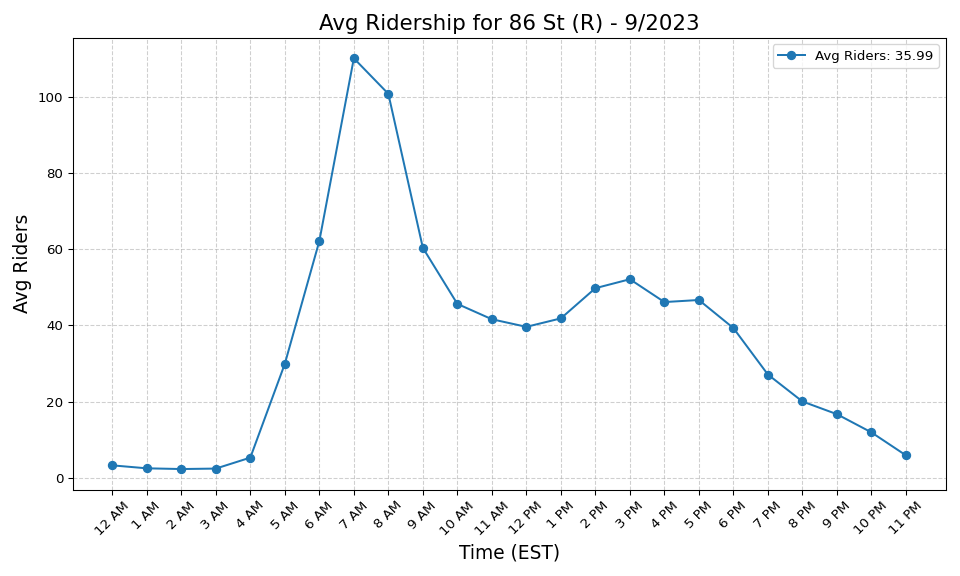 Avg Ridership for 86 St (R) - 9/2023
Avg Riders: 35.99
Avg Riders
100
80
60
40
20
0
12 AM
1 AM
2 AM
3 AM
4 AM
5 AM
6 AM
7 AM
8 AM
9 AM
10 AM
11 AM
12 PM
1 PM
2 PM
3 PM
4 PM
5 PM
6 PM
7 PM
8 PM
9 PM
10 PM
11 PM
Time (EST)